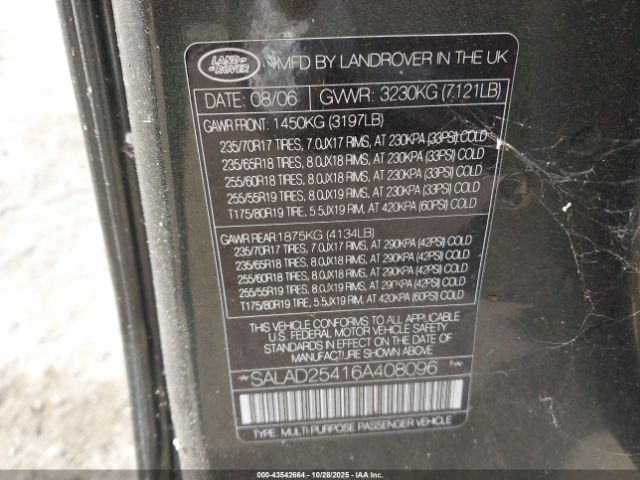 LAND ROVER MFD BY LANDROVER IN THE UK
DATE: 08/06 GVWR: 3230KG (7121LB)
GAWR FRONT: 1450KG (3197LB)
235/70R17 TIRES, 7.0JX17 RIMS, AT 230KPA (33PSI) COLD
235/65R18 TIRES, 8.0JX18 RIMS, AT 230KPA (33PSI) COLD
255/60R18 TIRES, 8.0JX18 RIMS, AT 230KPA (33PSI) COLD
255/55R19 TIRES, 8.0JX19 RIMS, AT 230KPA (33PSI) COLD
T175/80R19 TIRE, 5.5JX19 RIM, AT 420KPA (60PSI) COLD
GAWR REAR: 1875KG (4134LB)
235/70R17 TIRES, 7.0JX17 RIMS, AT 290KPA (42PSI) COLD
235/65R18 TIRES, 8.0JX18 RIMS, AT 290KPA (42PSI) COLD
255/60R18 TIRES, 8.0JX18 RIMS, AT 290KPA (42PSI) COLD
255/55R19 TIRES, 8.0JX19 RIMS, AT 290KPA (42PSI) COLD
T175/80R19 TIRE, 5.5JX19 RIM, AT 420KPA (60PSI) COLD
THIS VEHICLE CONFORMS TO ALL APPLICABLE
U.S. FEDERAL MOTOR VEHICLE SAFETY
STANDARDS IN EFFECT ON THE DATE OF
MANUFACTURE SHOWN ABOVE
*SALAD25416A408096*
TYPE: MULTI-PURPOSE PASSENGER VEHICLE
000-43542664 10/28/2025 IAAI.com